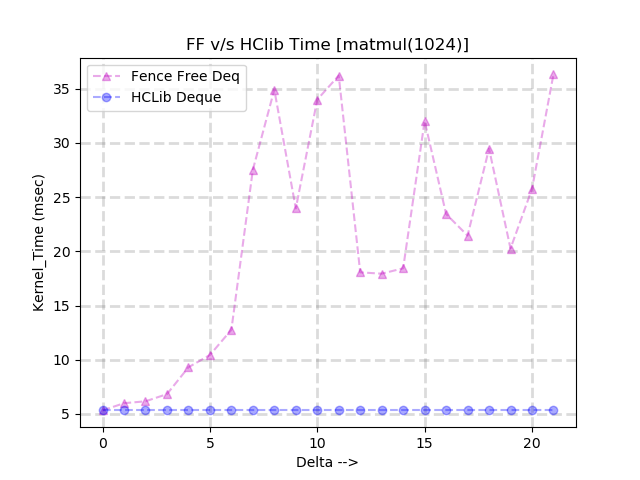 FF v/s HClib Time [matmul(1024)]
Fence Free Deq
HCLib Deque
35
30
25
20
15
10
5
Kernel_Time (msec)
0
5
10
15
20
Delta -->